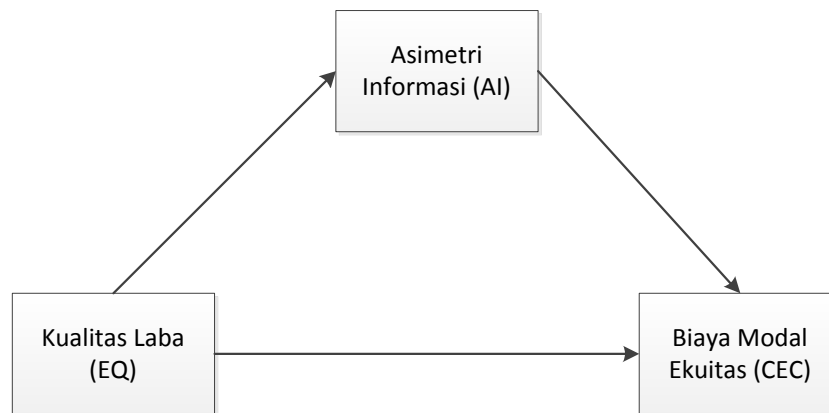 Asimetri
Informasi (AI)
Kualitas Laba
(EQ)
Biaya Modal
Ekuitas (CEC)